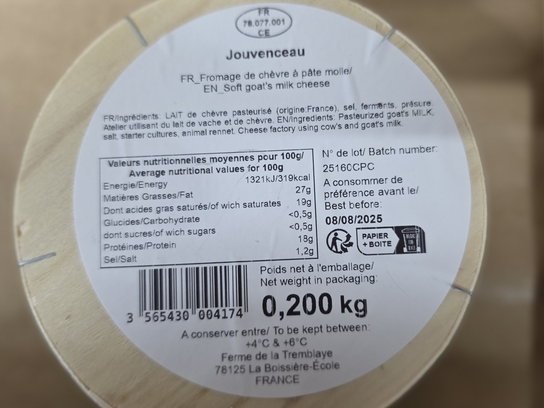 FR
78.077.001
CE
Jouvenceau
FR_Fromage de chèvre à pâte molle/
EN_Soft goat's milk cheese
FR/Ingrédients: LAIT de chèvre pasteurisé (origine:France), sel, ferments, présure.
Atelier utilisant du lait de vache et de chèvre. EN/Ingredients: Pasteurized goat's MILK,
salt, starter cultures, animal rennet. Cheese factory using cow's and goat's milk.
Valeurs nutritionnelles moyennes pour 100g/
Average nutritional values for 100g
Energie/Energy 1321kJ/319kcal
Matières Grasses/Fat 27g
Dont acides gras saturés/of wich saturates 19g
Glucides/Carbohydrate <0,5g
dont sucres/of wich sugars <0,5g
Protéines/Protein 18g
Sel/Salt 1,2g
N° de lot/ Batch number:
25160CPC
A consommer de
préférence avant le/
Best before:
08/08/2025
PAPIER
+ BOITE
Poids net à l'emballage/
Net weight in packaging:
0,200 kg
3 565430 004174
A conserver entre/ To be kept between:
+4°C & +6°C
Ferme de la Tremblaye
78125 La Boissière-École
FRANCE